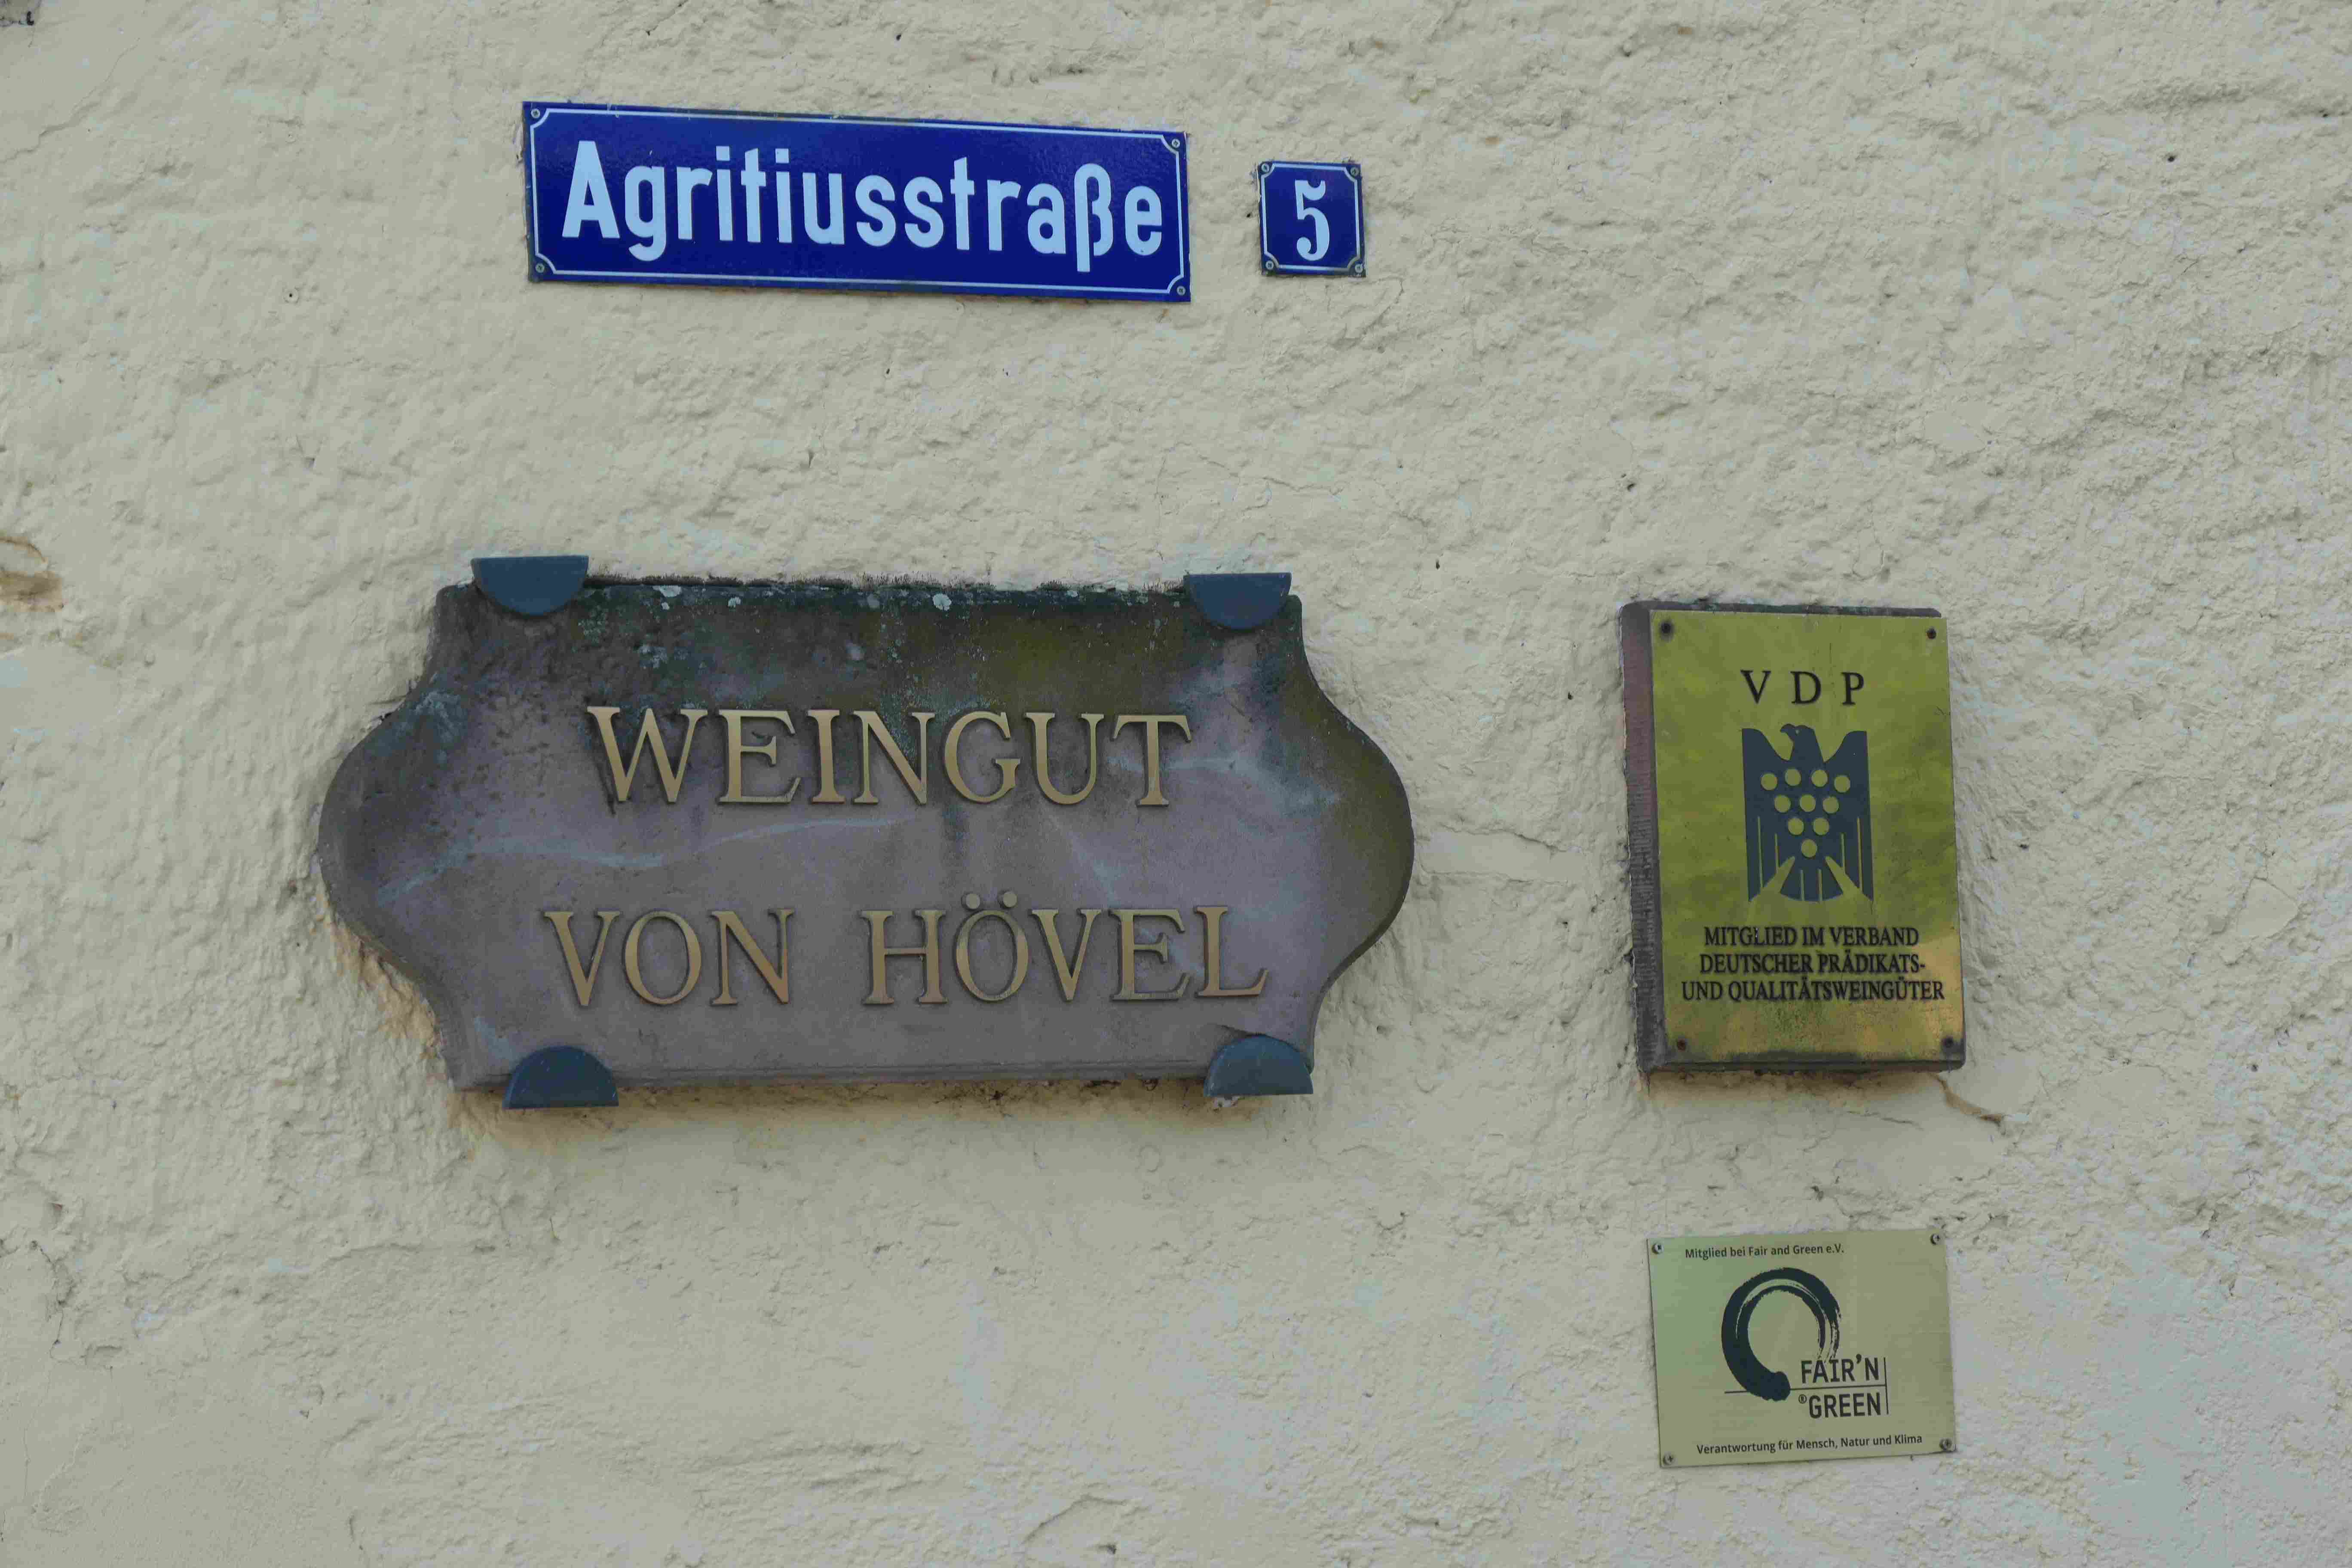 Agritiusstraße
5
WEINGUT
VON HÖVEL
VDP
MITGLIED IM VERBAND
DEUTSCHER PRÄDIKATS-
UND QUALITÄTSWEINGÜTER
Mitglied bei Fair and Green e.V.
FAIR'N
®GREEN
Verantwortung für Mensch, Natur und Klima